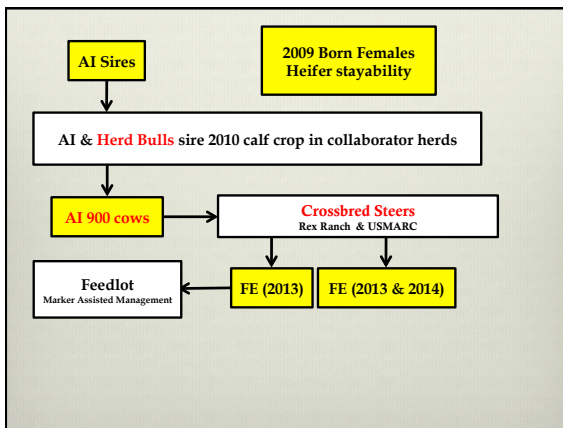 AI Sires
2009 Born Females
Heifer stayability
AI & Herd Bulls sire 2010 calf crop in collaborator herds
AI 900 cows
Crossbred Steers
Rex Ranch & USMARC
Feedlot
Marker Assisted Management
FE (2013)
FE (2013 & 2014)